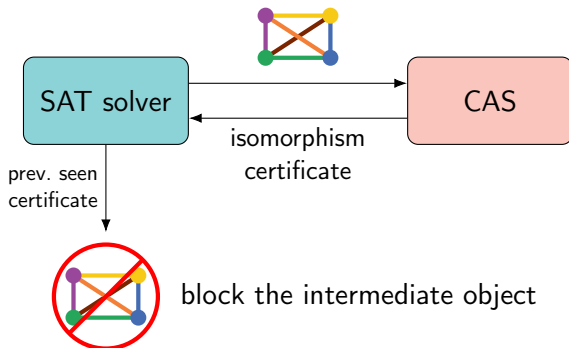 SAT solver
CAS
isomorphism
certificate
prev. seen
certificate
block the intermediate object